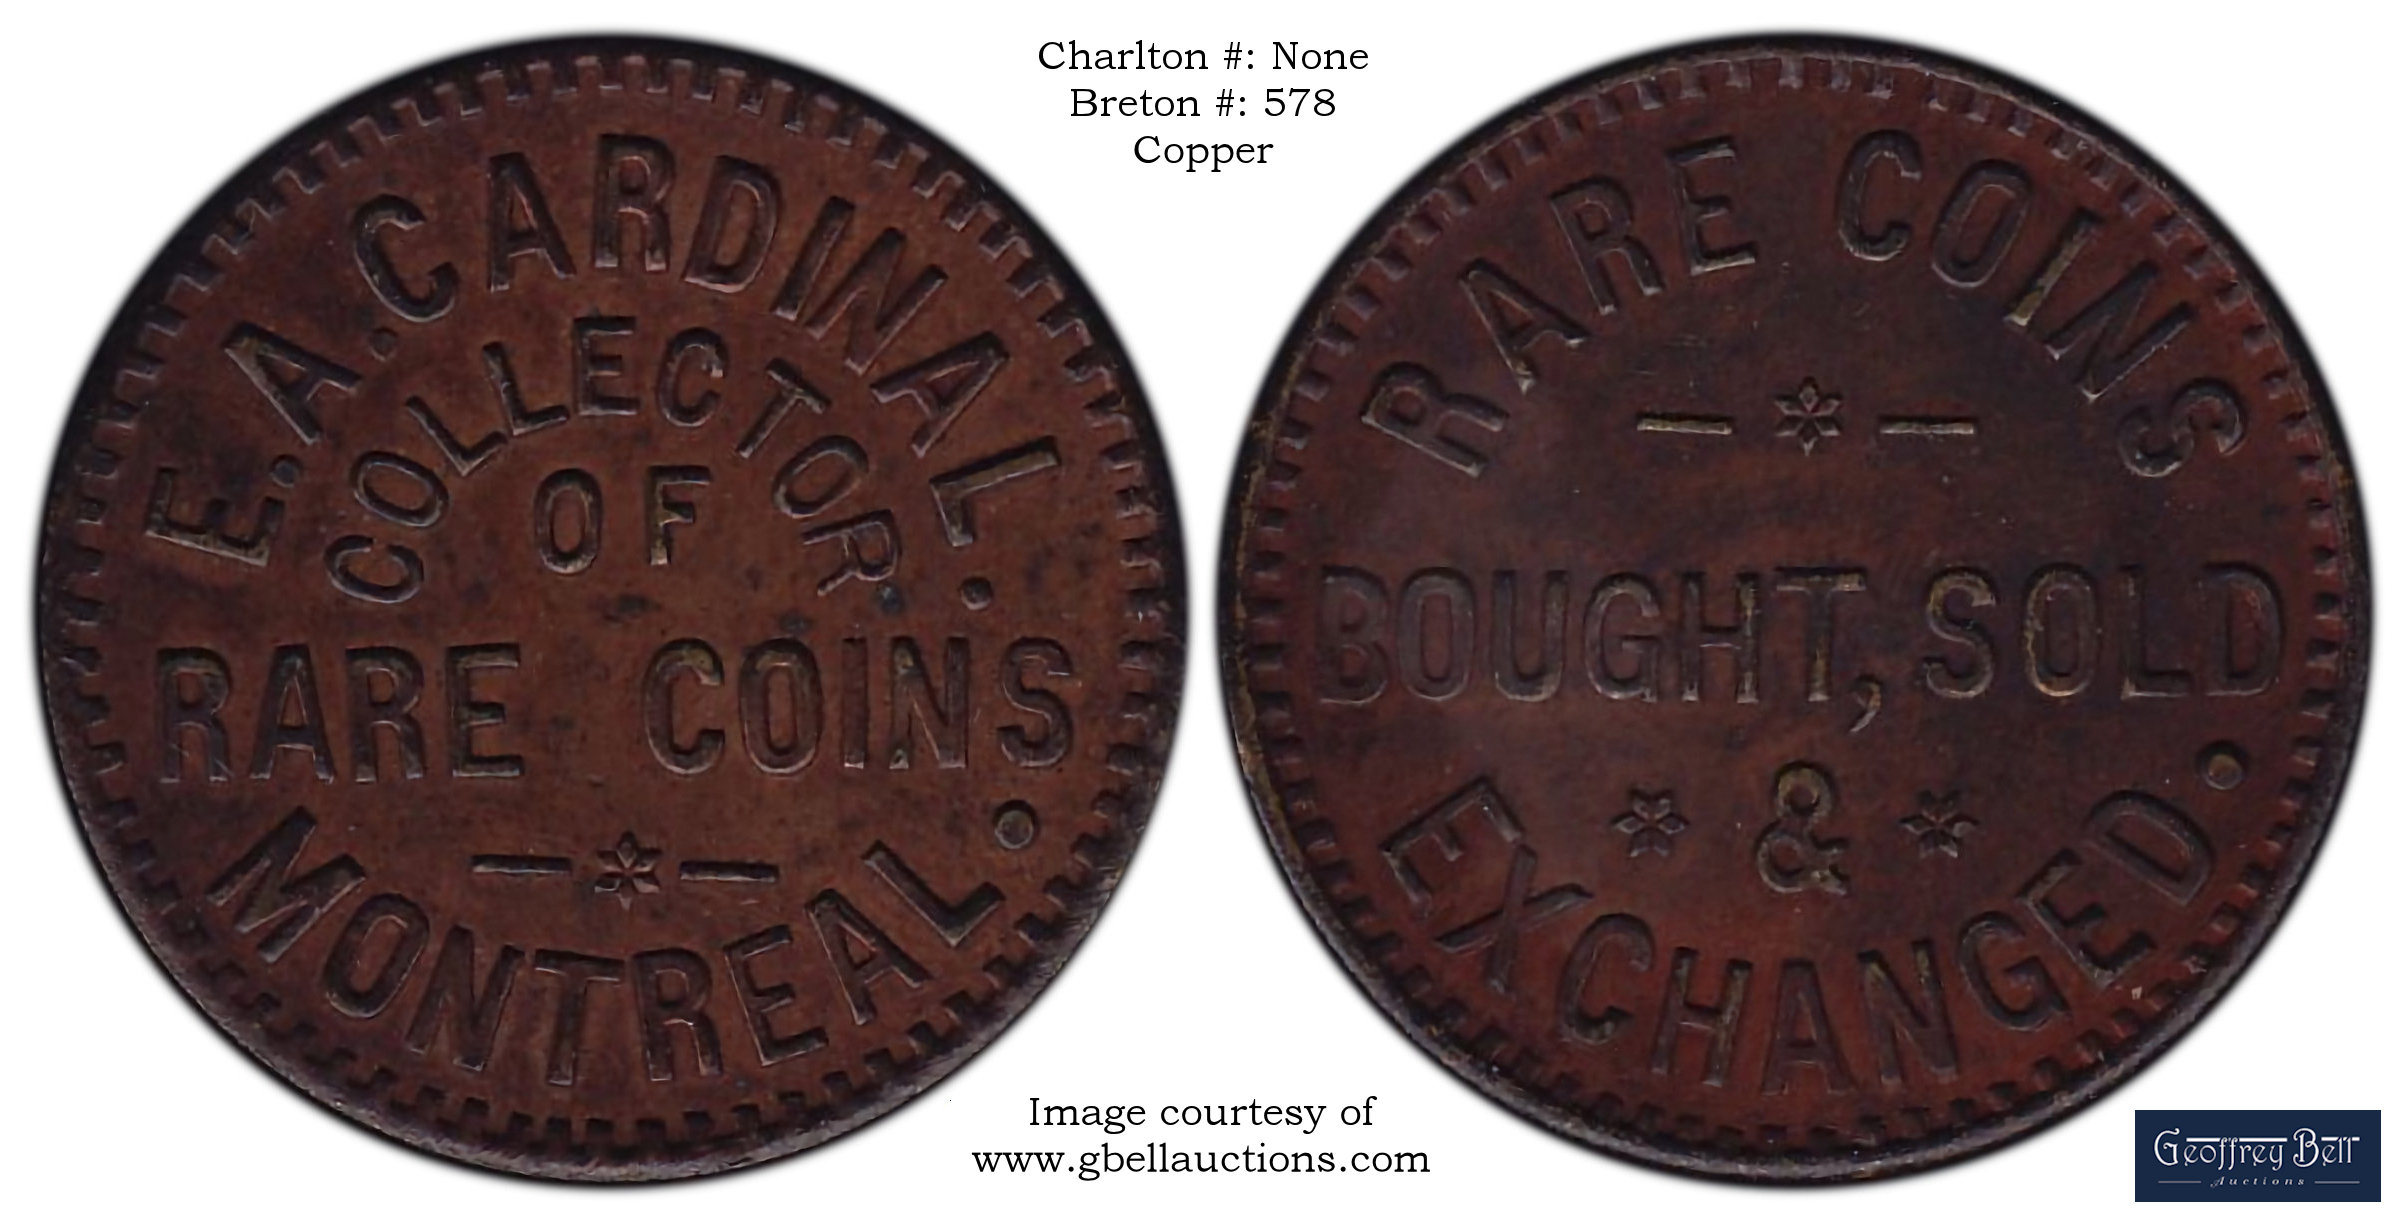 Charlton #: None
Breton #: 578
Copper
E.A.CARDINAL.
COLLECTOR.
OF
RARE COINS
MONTREAL.
RARE COINS
BOUGHT, SOLD
&
EXCHANGED.
Image courtesy of
www.gbellauctions.com
Geoffrey Bell
Auctions